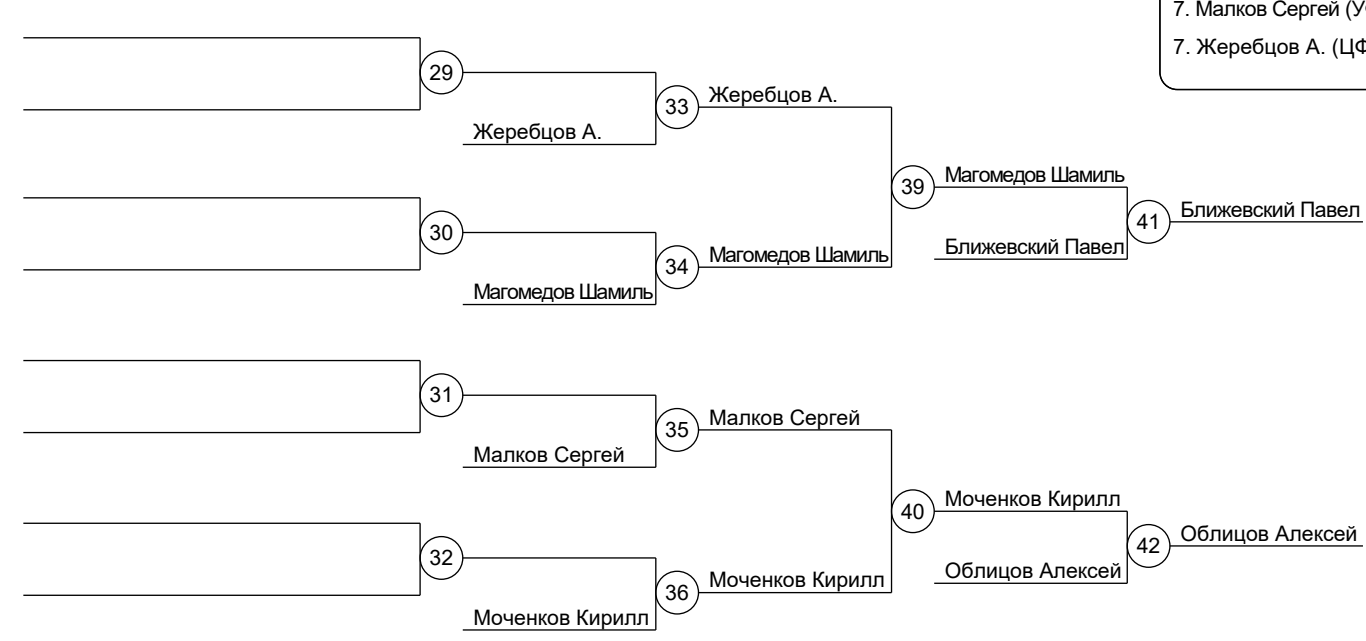 7. Малков Сергей
7. Жеребцов А.
29
Жеребцов А.
33
Жеребцов А.
39
Магомедов Шамиль
41
Ближевский Павел
Ближевский Павел
30
34
Магомедов Шамиль
Магомедов Шамиль
31
35
Малков Сергей
Малков Сергей
40
Моченков Кирилл
42
Облицов Алексей
Облицов Алексей
32
36
Моченков Кирилл
Моченков Кирилл